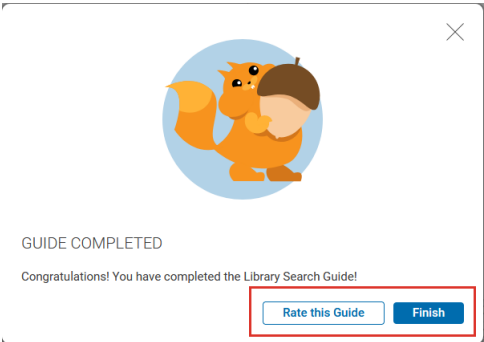 GUIDE COMPLETED
Congratulations! You have completed the Library Search Guide!
Rate this Guide Finish